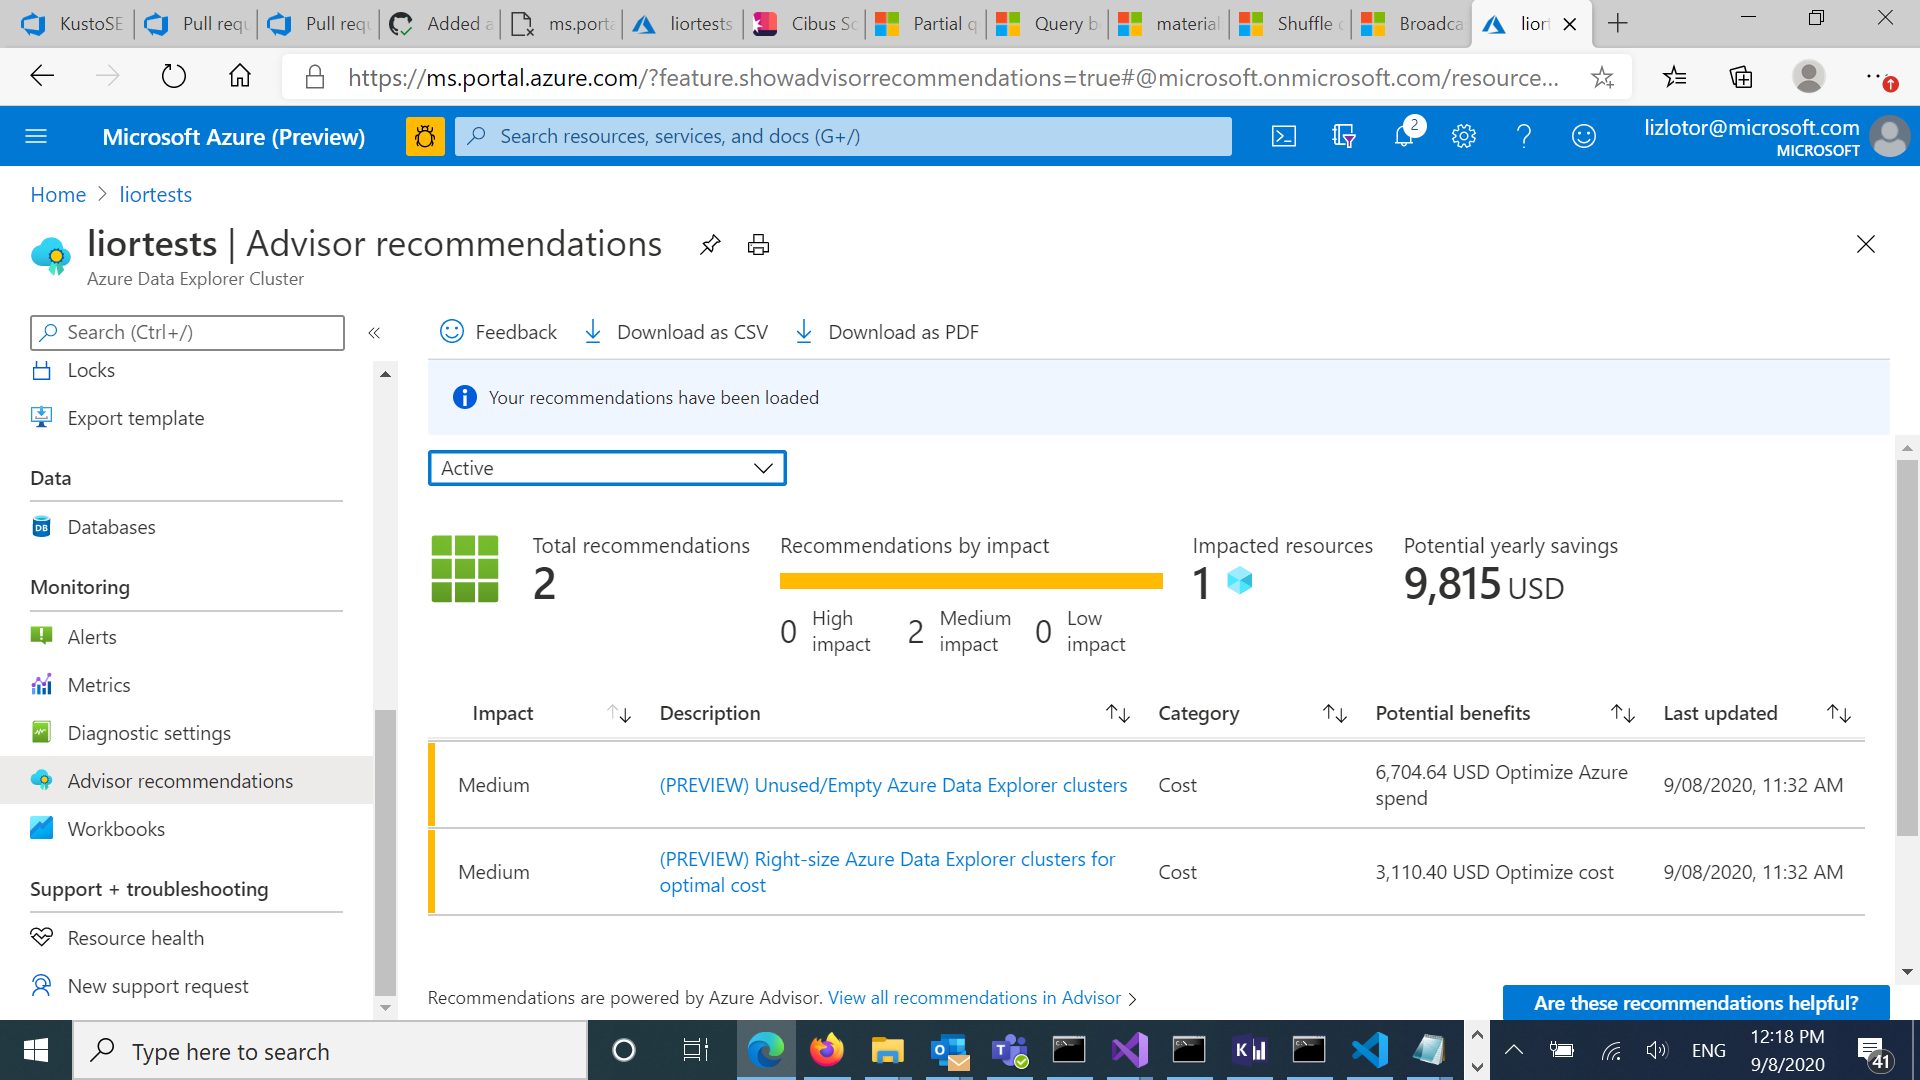 KustoSE
Pull requ
Pull requ
Added a
ms.porta
liortests
Cibus So
Partial q
Query b
material
Shuffle
Broadca
lior
https://ms.portal.azure.com/?feature.showadvisorrecommendations=true#@microsoft.onmicrosoft.com/resource...
Microsoft Azure (Preview)
Search resources, services, and docs (G+/)
2
lizlotor@microsoft.com
MICROSOFT
Home > liortests
liortests | Advisor recommendations
Azure Data Explorer Cluster
Search (Ctrl+/)
«
Feedback
Download as CSV
Download as PDF
Locks
Export template
Data
Databases
Monitoring
Alerts
Metrics
Diagnostic settings
Advisor recommendations
Workbooks
Support + troubleshooting
Resource health
New support request
Your recommendations have been loaded
Active
Total recommendations
2
Recommendations by impact
0 High impact
2 Medium impact
0 Low impact
Impacted resources
1
Potential yearly savings
9,815 USD
Impact Description Category Potential benefits Last updated
Medium (PREVIEW) Unused/Empty Azure Data Explorer clusters Cost 6,704.64 USD Optimize Azure spend 9/08/2020, 11:32 AM
Medium (PREVIEW) Right-size Azure Data Explorer clusters for optimal cost Cost 3,110.40 USD Optimize cost 9/08/2020, 11:32 AM
Recommendations are powered by Azure Advisor. View all recommendations in Advisor >
Are these recommendations helpful?
Type here to search
ENG
12:18 PM
9/8/2020
41